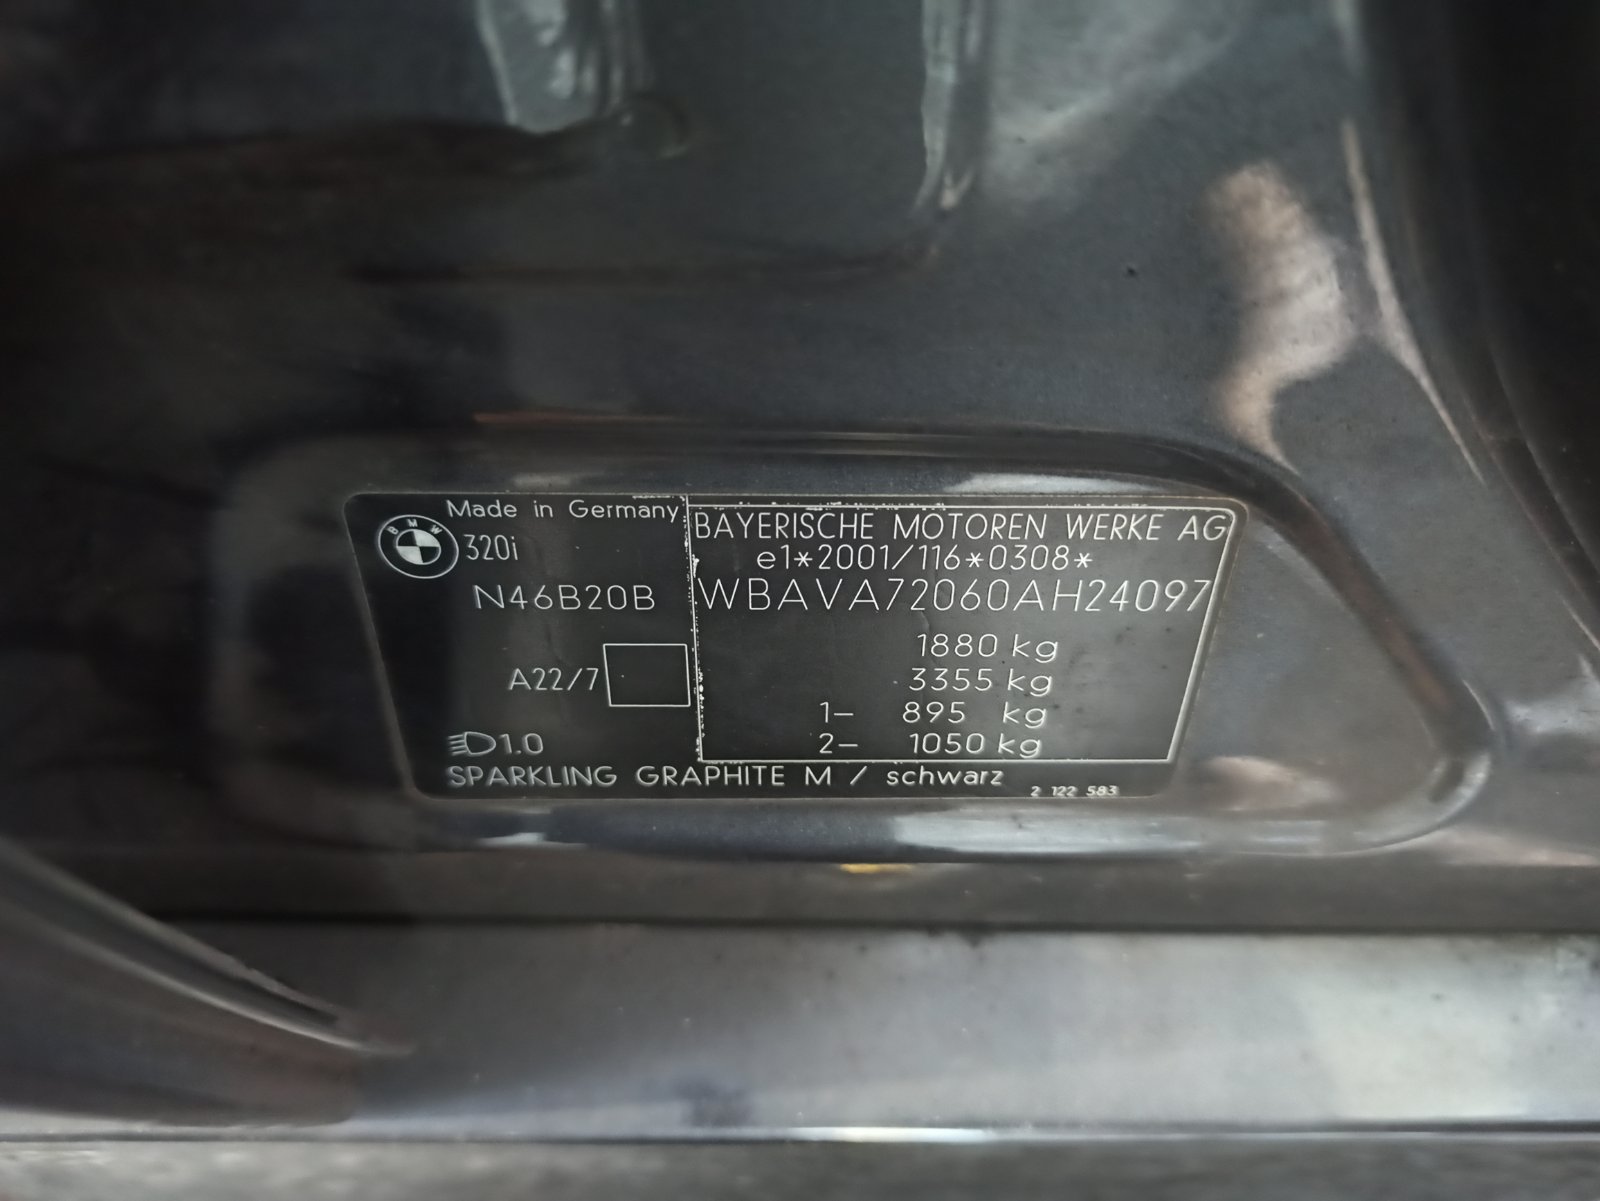 Made in Germany
BMW
320i
N46B20B
A22/7
1.0
BAYERISCHE MOTOREN WERKE AG
e1*2001/116*0308*
WBAVA72060AH24097
1880 kg
3355 kg
1– 895 kg
2– 1050 kg
SPARKLING GRAPHITE M / schwarz
2 122 583